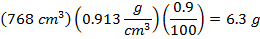 (768 cm³)(0.913 g/cm³)(0.9/100) = 6.3 g